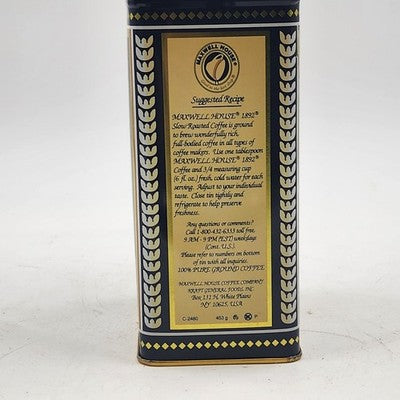 MAXWELL HOUSE®
Suggested Recipe
MAXWELL HOUSE® 1892®
Slow Roasted Coffee is ground
to brew wonderfully rich,
full-bodied coffee in all types of
coffee makers. Use one tablespoon
MAXWELL HOUSE® 1892®
Coffee and 3/4 measuring cup
(6 fl. oz.) fresh, cold water for each
serving. Adjust to your individual
taste. Close tin tightly and
refrigerate to help preserve
freshness.
Any questions or comments?
Call 1-800-432-6333 toll free.
9 AM - 9 PM (EST) weekdays
(Cont. U.S.)
Please refer to numbers on bottom
of tin with all inquiries.
100% PURE GROUND COFFEE
MAXWELL HOUSE COFFEE COMPANY
KRAFT GENERAL FOODS, INC.
Box 131 N. White Plains
NY 10625, USA
C-2480 453 g K P